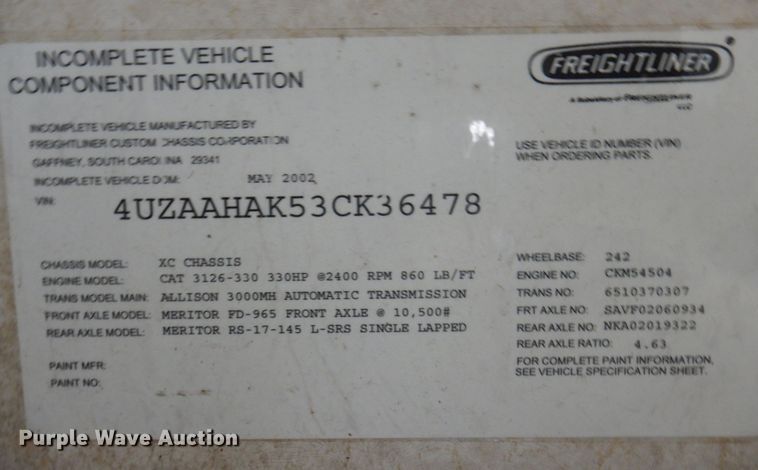 INCOMPLETE VEHICLE
COMPONENT INFORMATION
FREIGHTLINER
A Subsidiary of FREIGHTLINER
LLC
INCOMPLETE VEHICLE MANUFACTURED BY
FREIGHTLINER CUSTOM CHASSIS CORPORATION
GAFFNEY, SOUTH CAROLINA 29341
INCOMPLETE VEHICLE DOM: MAY 2002
VIN: 4UZAAHAK53CK36478
USE VEHICLE ID NUMBER (VIN)
WHEN ORDERING PARTS.
CHASSIS MODEL: XC CHASSIS
ENGINE MODEL: CAT 3126-330 330HP @2400 RPM 860 LB/FT
TRANS MODEL MAIN: ALLISON 3000MH AUTOMATIC TRANSMISSION
FRONT AXLE MODEL: MERITOR FD-965 FRONT AXLE @ 10,500#
REAR AXLE MODEL: MERITOR RS-17-145 L-SRS SINGLE LAPPED
PAINT MFR:
PAINT NO:
WHEELBASE: 242
ENGINE NO: CKM54504
TRANS NO: 6510370307
FRT AXLE NO: SAVF02060934
REAR AXLE NO: NKA02019322
REAR AXLE RATIO: 4.63
FOR COMPLETE PAINT INFORMATION,
SEE VEHICLE SPECIFICATION SHEET.
Purple Wave Auction